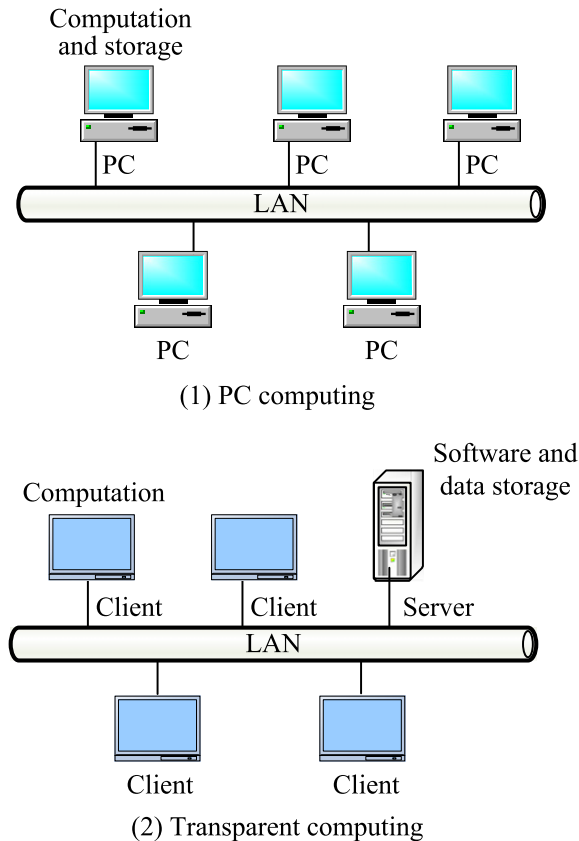 Computation
and storage
PC
PC
PC
LAN
PC
PC
(1) PC computing
Software and
data storage
Computation
Client
Client
Server
LAN
Client
Client
(2) Transparent computing